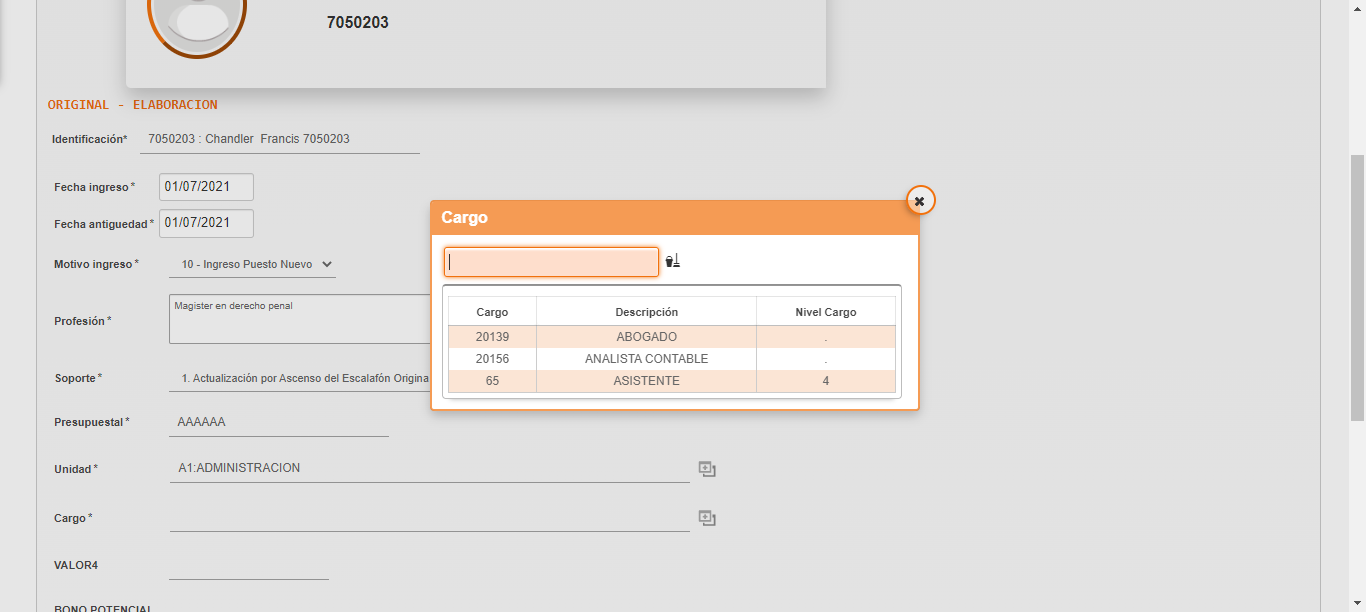 7050203
ORIGINAL - ELABORACION
Identificación* 7050203 : Chandler Francis 7050203
Fecha ingreso* 01/07/2021
Fecha antiguedad* 01/07/2021
Motivo ingreso* 10 - Ingreso Puesto Nuevo
Profesión* Magister en derecho penal
Soporte* 1. Actualización por Ascenso del Escalafón Origina
Presupuestal* AAAAAA
Unidad* A1:ADMINISTRACION
Cargo*
VALOR4
BONO POTENCIAL
Cargo
Cargo Descripción Nivel Cargo
20139 ABOGADO .
20156 ANALISTA CONTABLE .
65 ASISTENTE 4